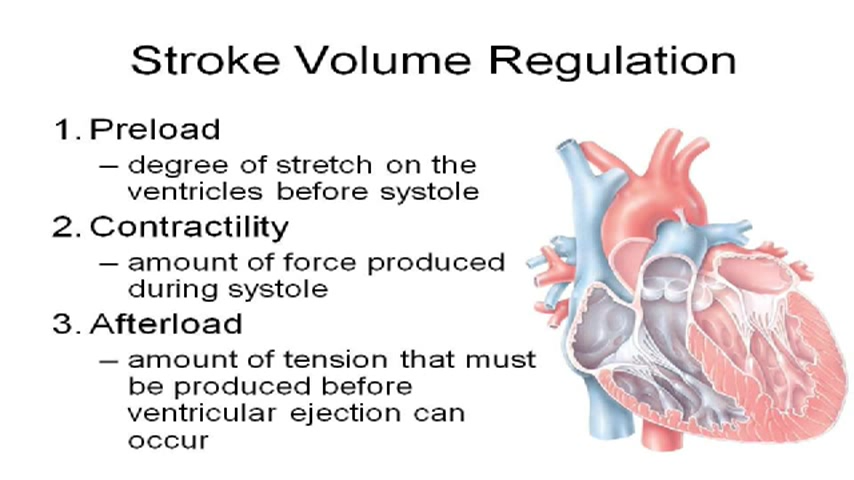 Stroke Volume Regulation
1. Preload
– degree of stretch on the
ventricles before systole
2. Contractility
– amount of force produced
during systole
3. Afterload
– amount of tension that must
be produced before
ventricular ejection can
occur